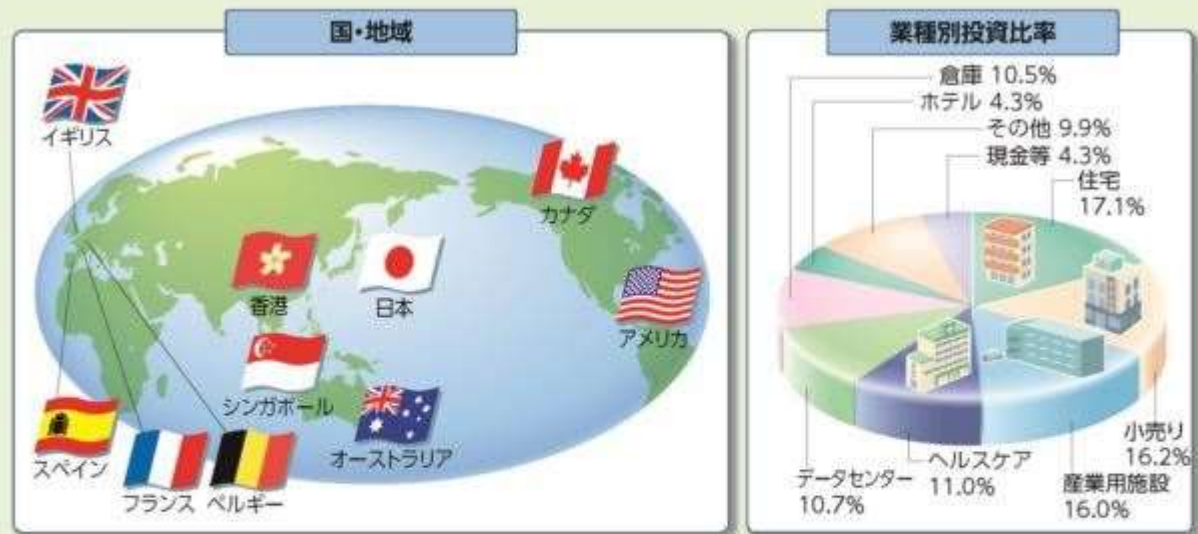 国・地域
イギリス
カナダ
香港
日本
アメリカ
シンガポール
オーストラリア
スペイン
フランス
ベルギー
業種別投資比率
倉庫 10.5%
ホテル 4.3%
その他 9.9%
現金等 4.3%
住宅
17.1%
小売り
16.2%
産業用施設
16.0%
ヘルスケア
11.0%
データセンター
10.7%